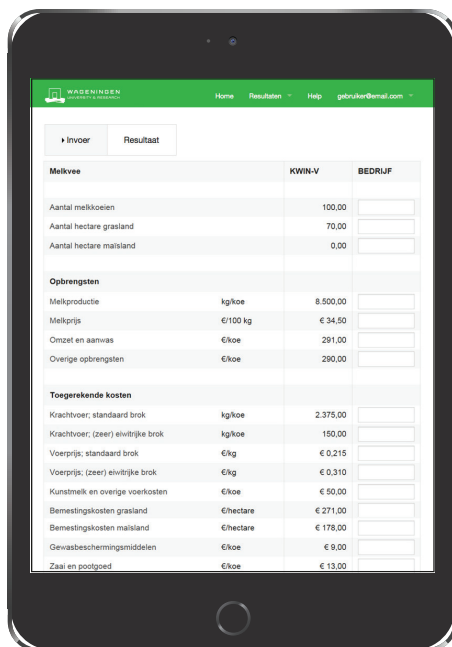 WAGENINGEN
UNIVERSITY & RESEARCH
Home Resultaten Help gebruiker@email.com
Invoer Resultaat
Melkvee KWIN-V BEDRIJF
Aantal melkkoeien 100,00
Aantal hectare grasland 70,00
Aantal hectare maïsland 0,00
Opbrengsten
Melkproductie kg/koe 8.500,00
Melkprijs €/100 kg € 34,50
Omzet en aanwas €/koe 291,00
Overige opbrengsten €/koe 290,00
Toegerekende kosten
Krachtvoer; standaard brok kg/koe 2.375,00
Krachtvoer; (zeer) eiwitrijke brok kg/koe 150,00
Voerprijs; standaard brok €/kg € 0,215
Voerprijs; (zeer) eiwitrijke brok €/kg € 0,310
Kunstmelk en overige voerkosten €/koe € 50,00
Bemestingskosten grasland €/hectare € 271,00
Bemestingskosten maïsland €/hectare € 178,00
Gewasbeschermingsmiddelen €/koe € 9,00
Zaai en pootgoed €/koe € 13,00